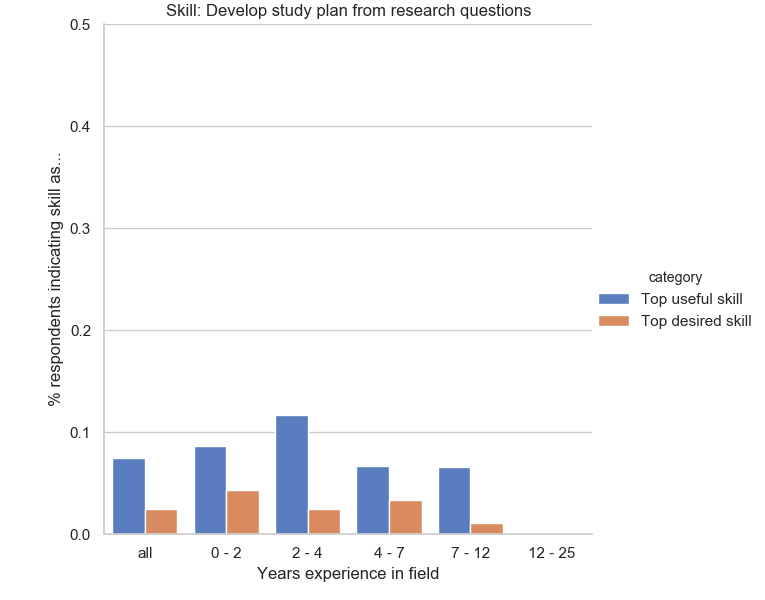 Skill: Develop study plan from research questions
0.5
0.4
0.3
0.2
0.1
0.0
% respondents indicating skill as...
all
0 - 2
2 - 4
4 - 7
7 - 12
12 - 25
Years experience in field
category
Top useful skill
Top desired skill